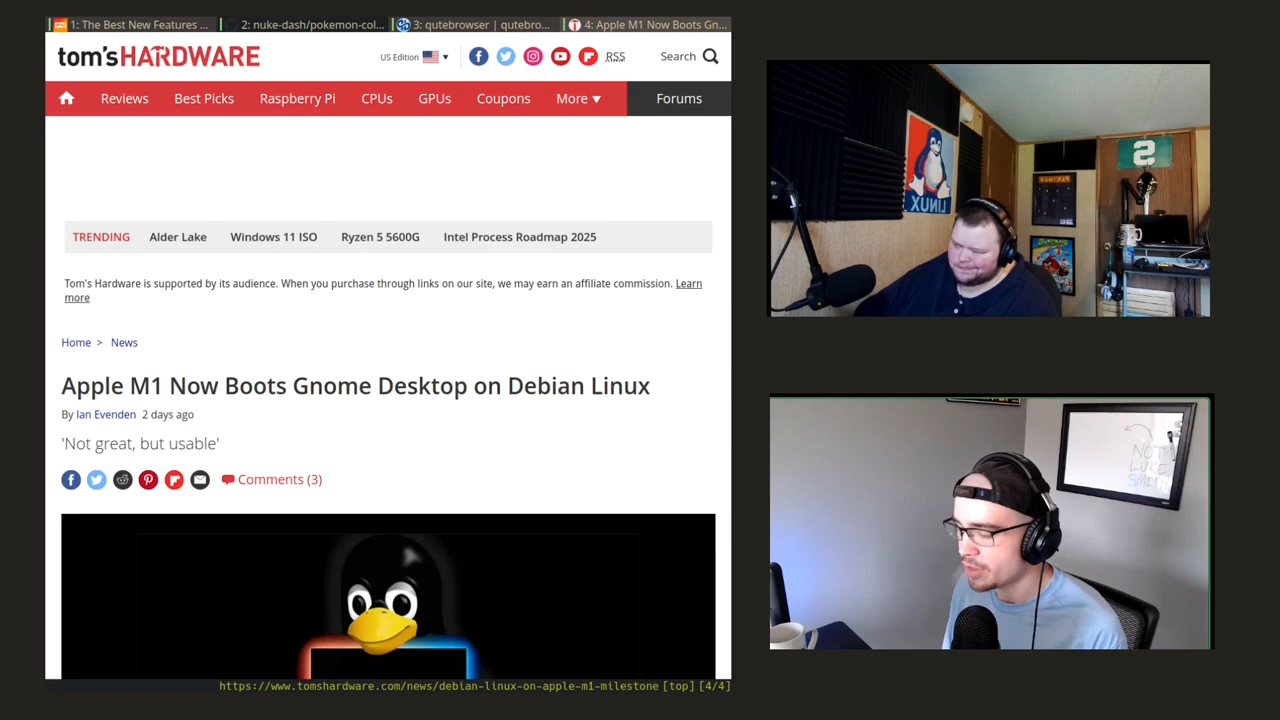 1: The Best New Features ...
2: nuke-dash/pokemon-col...
3: qutebrowser | qutebro...
4: Apple M1 Now Boots Gn...
tom's HARDWARE
US Edition
RSS
Search
Reviews
Best Picks
Raspberry Pi
CPUs
GPUs
Coupons
More
Forums
TRENDING
Alder Lake
Windows 11 ISO
Ryzen 5 5600G
Intel Process Roadmap 2025
Tom's Hardware is supported by its audience. When you purchase through links on our site, we may earn an affiliate commission. Learn
more
Home > News
Apple M1 Now Boots Gnome Desktop on Debian Linux
By Ian Evenden 2 days ago
'Not great, but usable'
Comments (3)
https://www.tomshardware.com/news/debian-linux-on-apple-m1-milestone [top] [4/4]
LINUX
PAC-MAN
S
NOT
LUKE
SMITH